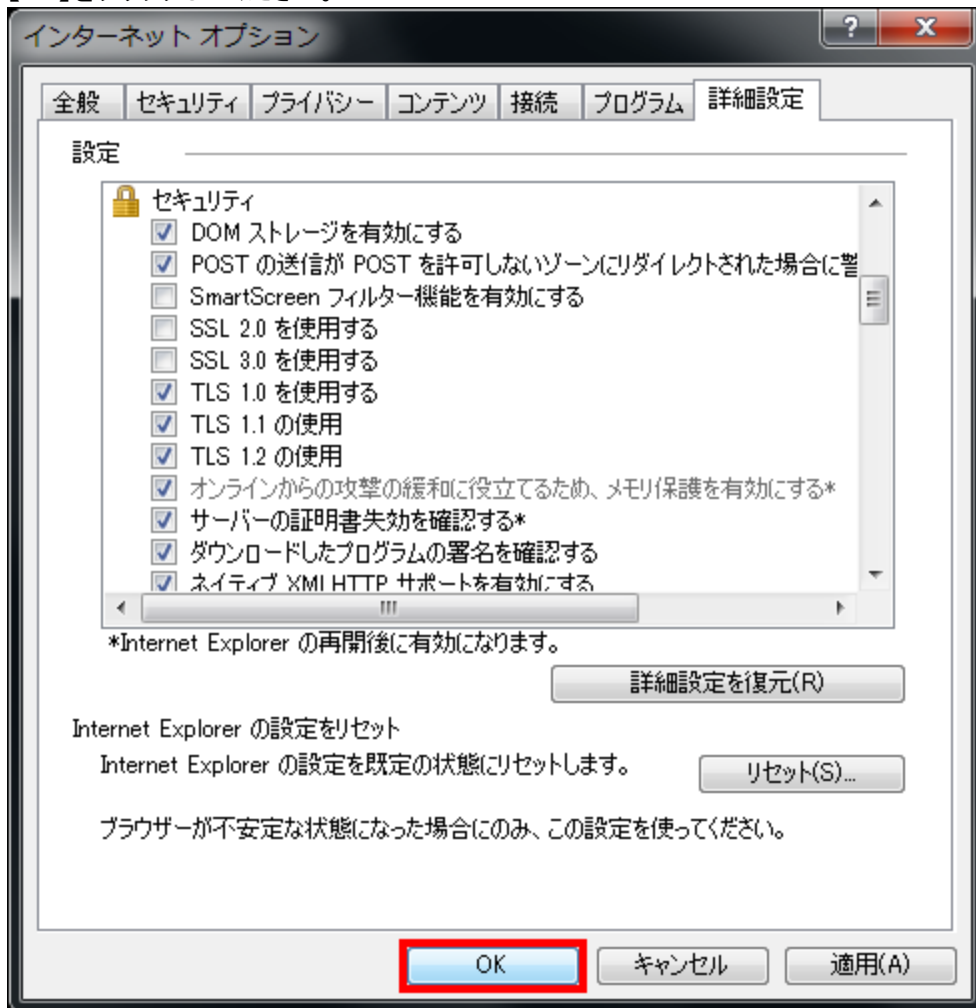 インターネット オプション
全般 セキュリティ プライバシー コンテンツ 接続 プログラム 詳細設定
設定
セキュリティ
DOM ストレージを有効にする
POST の送信が POST を許可しないゾーンにリダイレクトされた場合に警
SmartScreen フィルター機能を有効にする
SSL 2.0 を使用する
SSL 3.0 を使用する
TLS 1.0 を使用する
TLS 1.1 の使用
TLS 1.2 の使用
オンラインからの攻撃の緩和に役立てるため、メモリ保護を有効にする*
サーバーの証明書失効を確認する*
ダウンロードしたプログラムの署名を確認する
ネイティブ XMLHTTP サポートを有効にする
*Internet Explorer の再開後に有効になります。
詳細設定を復元(R)
Internet Explorer の設定をリセット
Internet Explorer の設定を既定の状態にリセットします。
リセット(S)...
ブラウザーが不安定な状態になった場合にのみ、この設定を使ってください。
OK キャンセル 適用(A)